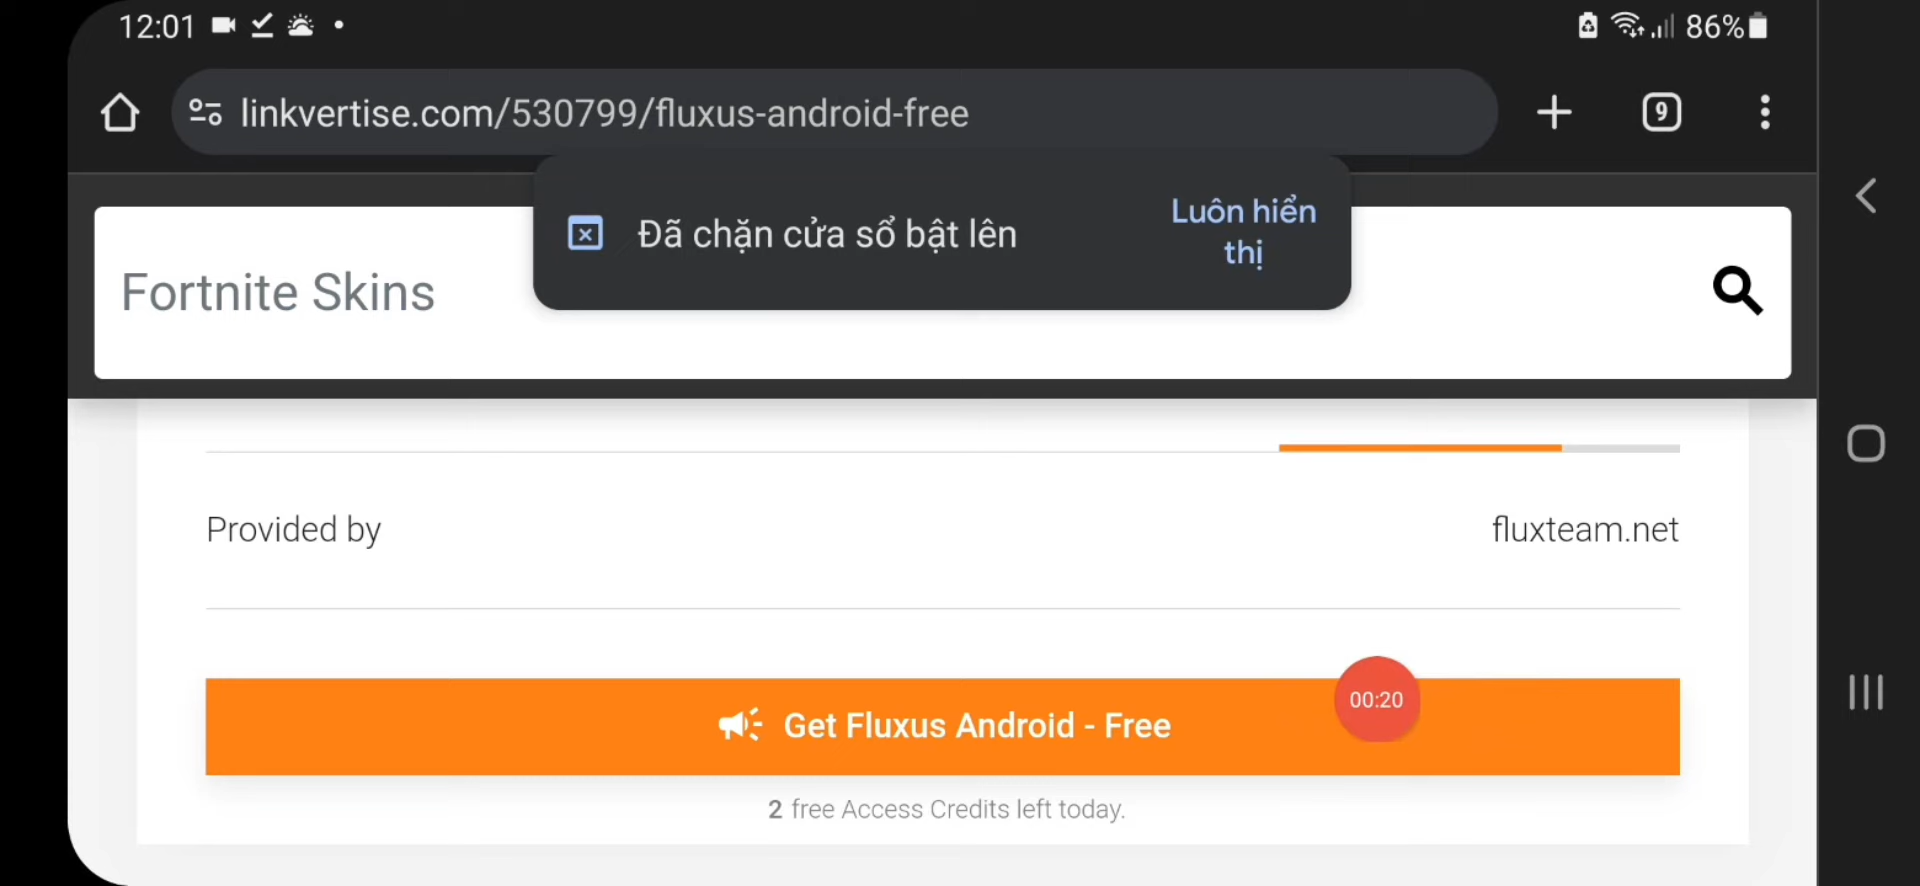 12:01
86%
linkvertise.com/530799/fluxus-android-free
9
Đã chặn cửa sổ bật lên
Luôn hiển
thị
Fortnite Skins
Provided by
fluxteam.net
Get Fluxus Android - Free
00:20
2 free Access Credits left today.